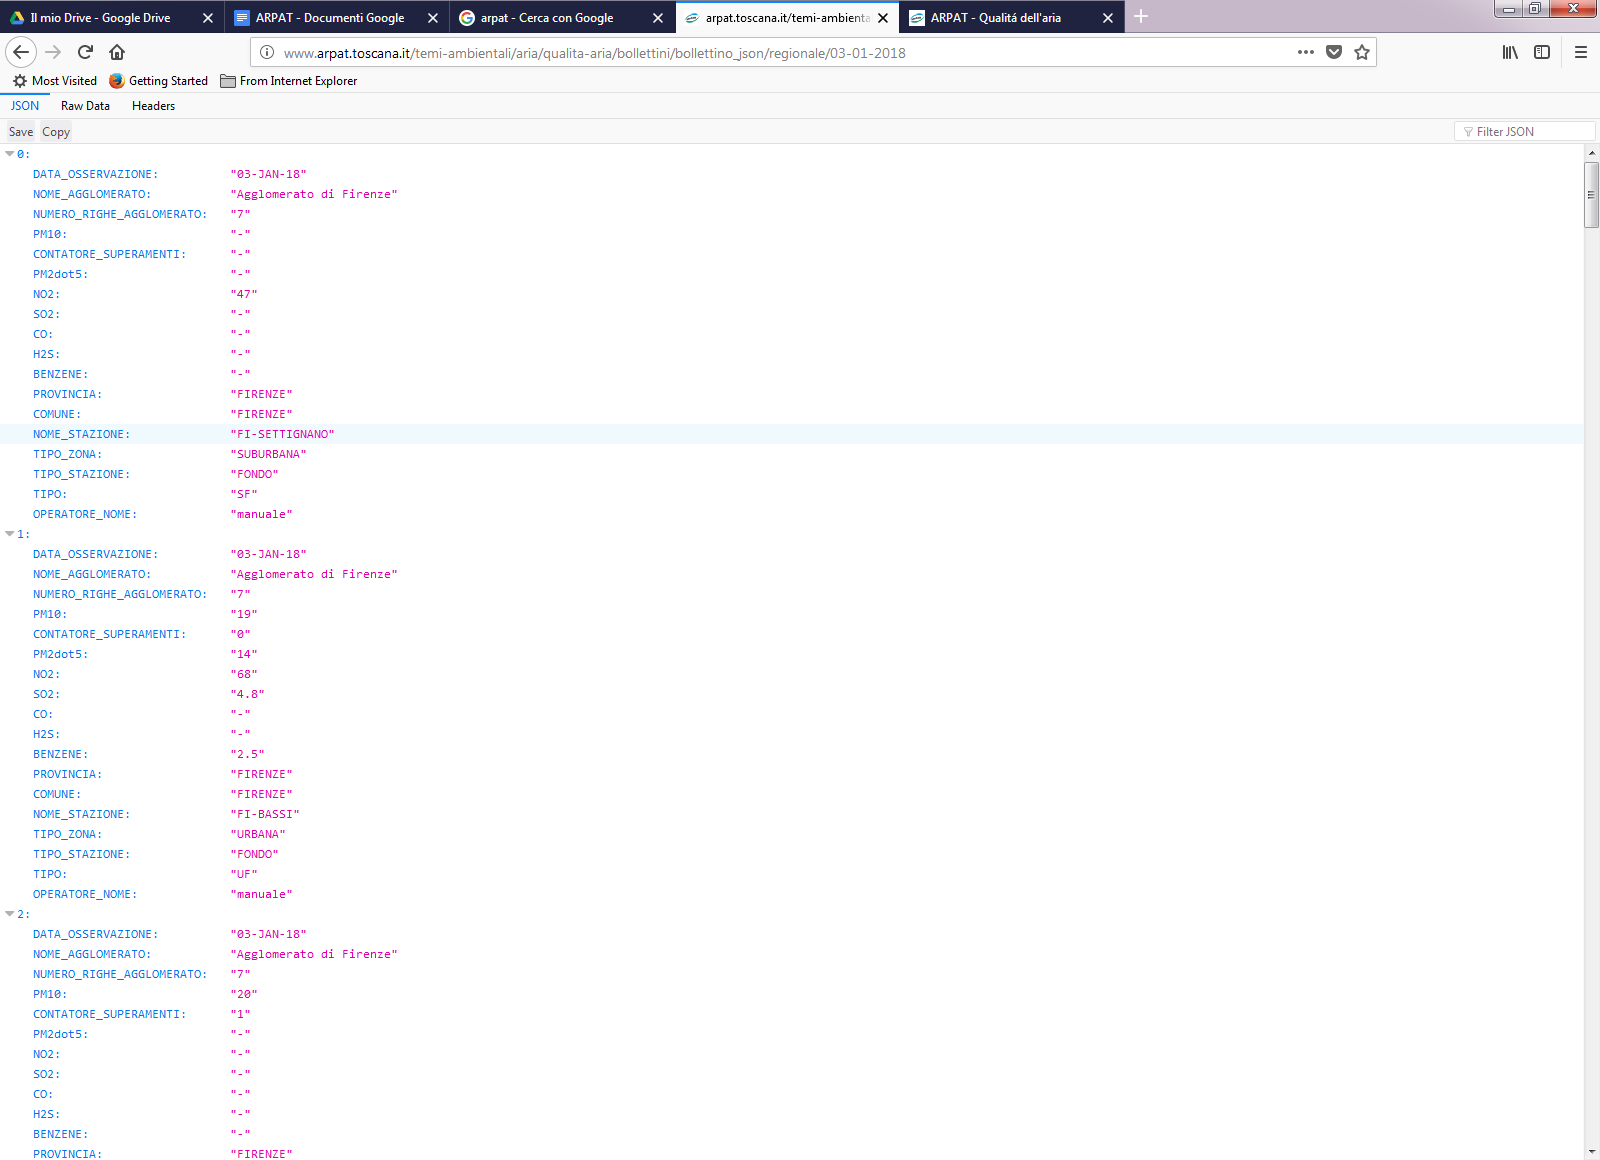 Il mio Drive - Google Drive
ARPAT - Documenti Google
arpat - Cerca con Google
arpat.toscana.it/temi-ambienta
ARPAT - Qualitá dell'aria
www.arpat.toscana.it/temi-ambientali/aria/qualita-aria/bollettini/bollettino_json/regionale/03-01-2018
Most Visited Getting Started From Internet Explorer
JSON Raw Data Headers
Save Copy Filter JSON
0:
DATA_OSSERVAZIONE: "03-JAN-18"
NOME_AGGLOMERATO: "Agglomerato di Firenze"
NUMERO_RIGHE_AGGLOMERATO: "7"
PM10: "-"
CONTATORE_SUPERAMENTI: "-"
PM2dot5: "-"
NO2: "47"
SO2: "-"
CO: "-"
H2S: "-"
BENZENE: "-"
PROVINCIA: "FIRENZE"
COMUNE: "FIRENZE"
NOME_STAZIONE: "FI-SETTIGNANO"
TIPO_ZONA: "SUBURBANA"
TIPO_STAZIONE: "FONDO"
TIPO: "SF"
OPERATORE_NOME: "manuale"
1:
DATA_OSSERVAZIONE: "03-JAN-18"
NOME_AGGLOMERATO: "Agglomerato di Firenze"
NUMERO_RIGHE_AGGLOMERATO: "7"
PM10: "19"
CONTATORE_SUPERAMENTI: "0"
PM2dot5: "14"
NO2: "68"
SO2: "4.8"
CO: "-"
H2S: "-"
BENZENE: "2.5"
PROVINCIA: "FIRENZE"
COMUNE: "FIRENZE"
NOME_STAZIONE: "FI-BASSI"
TIPO_ZONA: "URBANA"
TIPO_STAZIONE: "FONDO"
TIPO: "UF"
OPERATORE_NOME: "manuale"
2:
DATA_OSSERVAZIONE: "03-JAN-18"
NOME_AGGLOMERATO: "Agglomerato di Firenze"
NUMERO_RIGHE_AGGLOMERATO: "7"
PM10: "20"
CONTATORE_SUPERAMENTI: "1"
PM2dot5: "-"
NO2: "-"
SO2: "-"
CO: "-"
H2S: "-"
BENZENE: "-"
PROVINCIA: "FIRENZE"